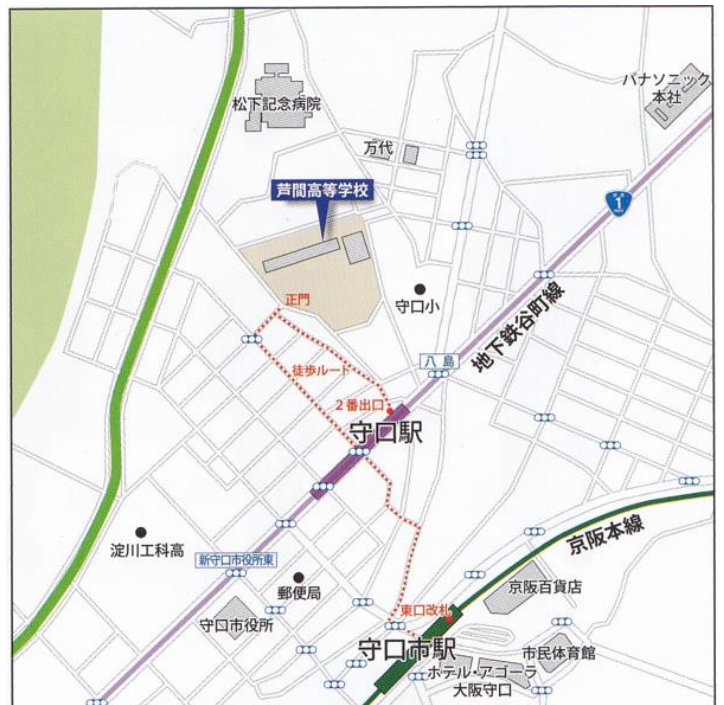 パナソニック
本社
松下記念病院
万代
芦間高等学校
1
守口小
正門
地下鉄谷町線
八島
徒歩ルート
2番出口
守口駅
京阪本線
淀川工科高
新守口市役所東
郵便局
京阪百貨店
東口改札
守口市役所
守口市駅
市民体育館
ホテル・アゴーラ
大阪守口